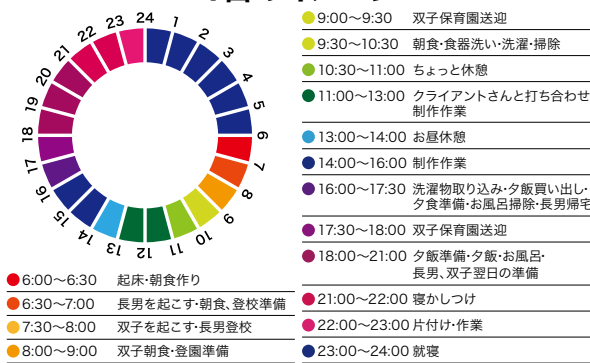 24
1
2
3
4
5
6
7
8
9
10
11
12
13
14
15
16
17
18
19
20
21
22
23
6:00〜6:30 起床・朝食作り
6:30〜7:00 長男を起こす・朝食、登校準備
7:30〜8:00 双子を起こす・長男登校
8:00〜9:00 双子朝食・登園準備
9:00〜9:30 双子保育園送迎
9:30〜10:30 朝食・食器洗い・洗濯・掃除
10:30〜11:00 ちょっと休憩
11:00〜13:00 クライアントさんと打ち合わせ
制作作業
13:00〜14:00 お昼休憩
14:00〜16:00 制作作業
16:00〜17:30 洗濯物取り込み・夕飯買い出し・
夕食準備・お風呂掃除・長男帰宅
17:30〜18:00 双子保育園送迎
18:00〜21:00 夕飯準備・夕飯・お風呂・
長男、双子翌日の準備
21:00〜22:00 寝かしつけ
22:00〜23:00 片付け・作業
23:00〜24:00 就寝